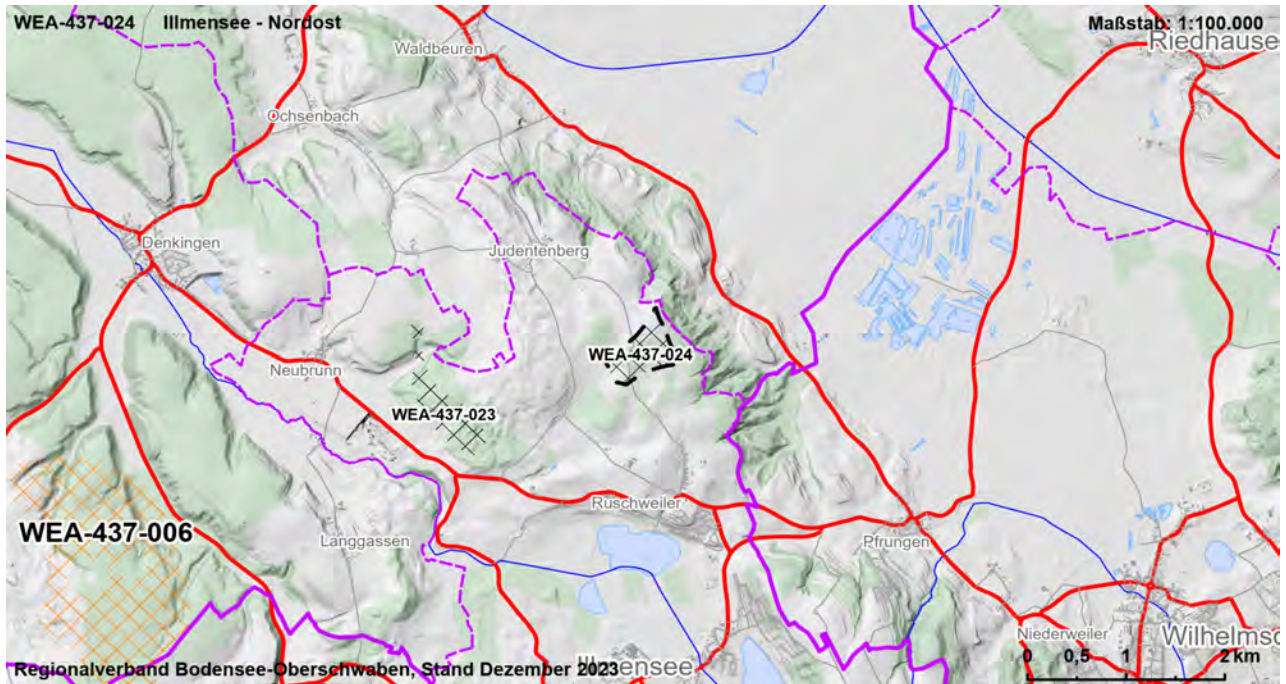 WEA-437-024 Illmensee - Nordost
Maßstab: 1:100.000
Riedhause
Waldbeuren
Ochsenbach
Denkingen
Judentenberg
WEA-437-024
Neubrunn
WEA-437-023
Ruschweiler
WEA-437-006
Langgassen
Pfrungen
Niederweiler
Wilhelmsd
Illmensee
0 0,5 1 2 km
Regionalverband Bodensee-Oberschwaben, Stand Dezember 2023